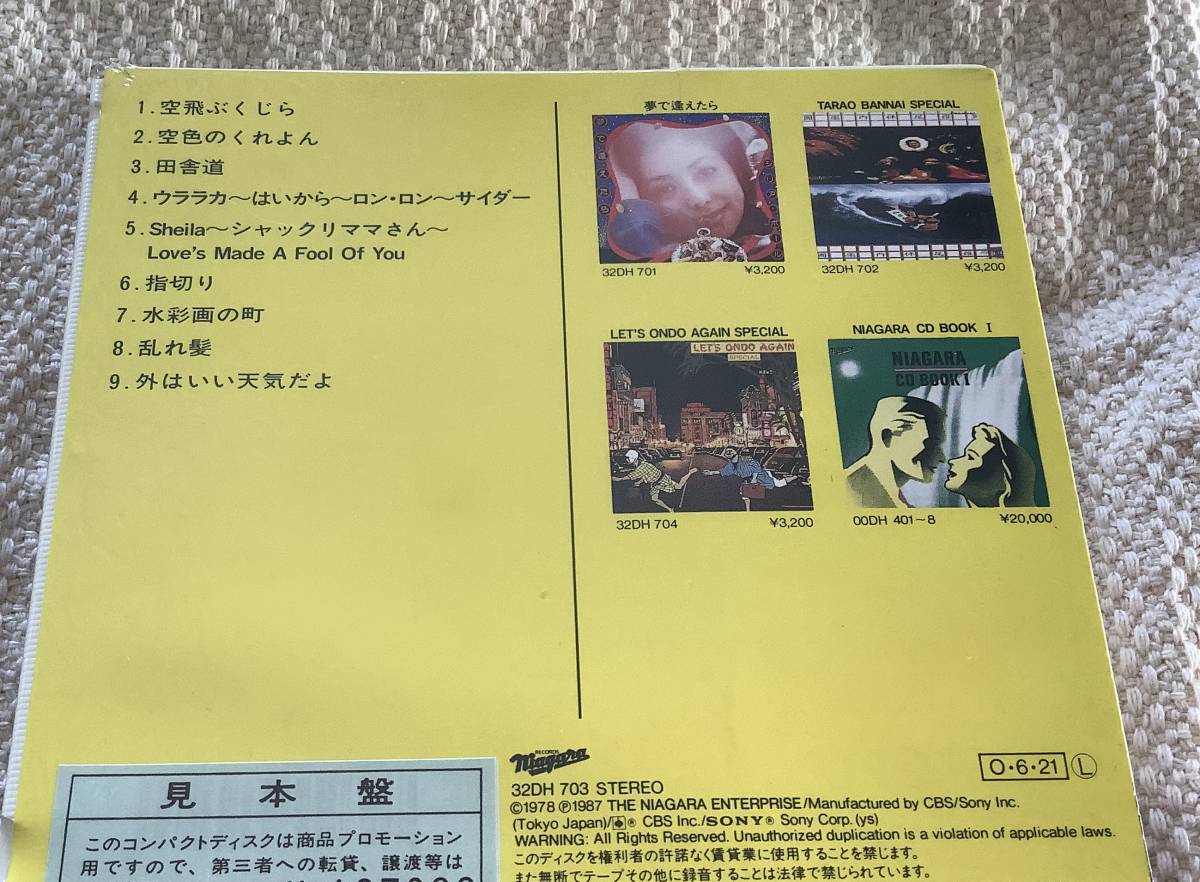 1.空飛ぶくじら
2.空色のくれよん
3.田舎道
4.ウララカ〜はいから〜ロン・ロン〜サイダー
5.Sheila〜シャックリママさん〜
Love's Made A Fool Of You
6.指切り
7.水彩画の町
8.乱れ髪
9.外はいい天気だよ
夢で逢えたら
32DH 701 ¥3,200
TARAO BANNAI SPECIAL
32DH 702 ¥3,200
LET'S ONDO AGAIN SPECIAL
LET'S ONDO AGAIN
SPECIAL
32DH 704 ¥3,200
NIAGARA CD BOOK I
NIAGARA
CD BOOK I
00DH 401〜8 ¥20,000
見本盤
このコンパクトディスクは商品プロモーション
用ですので、第三者への転貸、譲渡等は
RECORDS
Niagara
O・6・21 L
32DH 703 STEREO
©1978 ℗1987 THE NIAGARA ENTERPRISE/Manufactured by CBS/Sony Inc.
(Tokyo Japan)/® CBS Inc./SONY® Sony Corp. (ys)
WARNING: All Rights Reserved. Unauthorized duplication is a violation of applicable laws.
このディスクを権利者の許諾なく賃貸業に使用することを禁じます。
また無断でテープその他に録音することは法律で禁じられています。